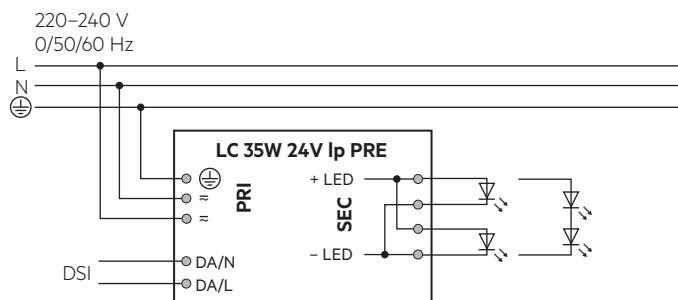 220–240 V
0/50/60 Hz
L
N
LC 35W 24V lp PRE
PRI
SEC
+ LED
≂
≂
– LED
DSI
DA/N
DA/L